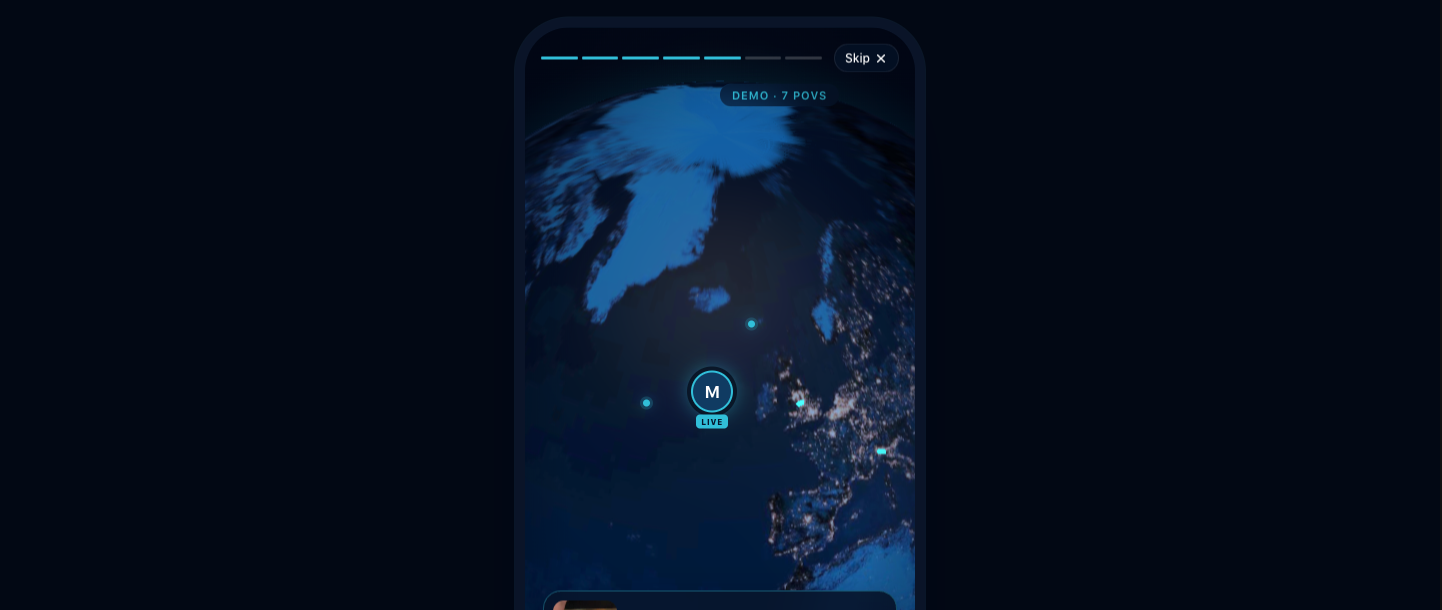 Skip ✕
DEMO · 7 POVS
M
LIVE